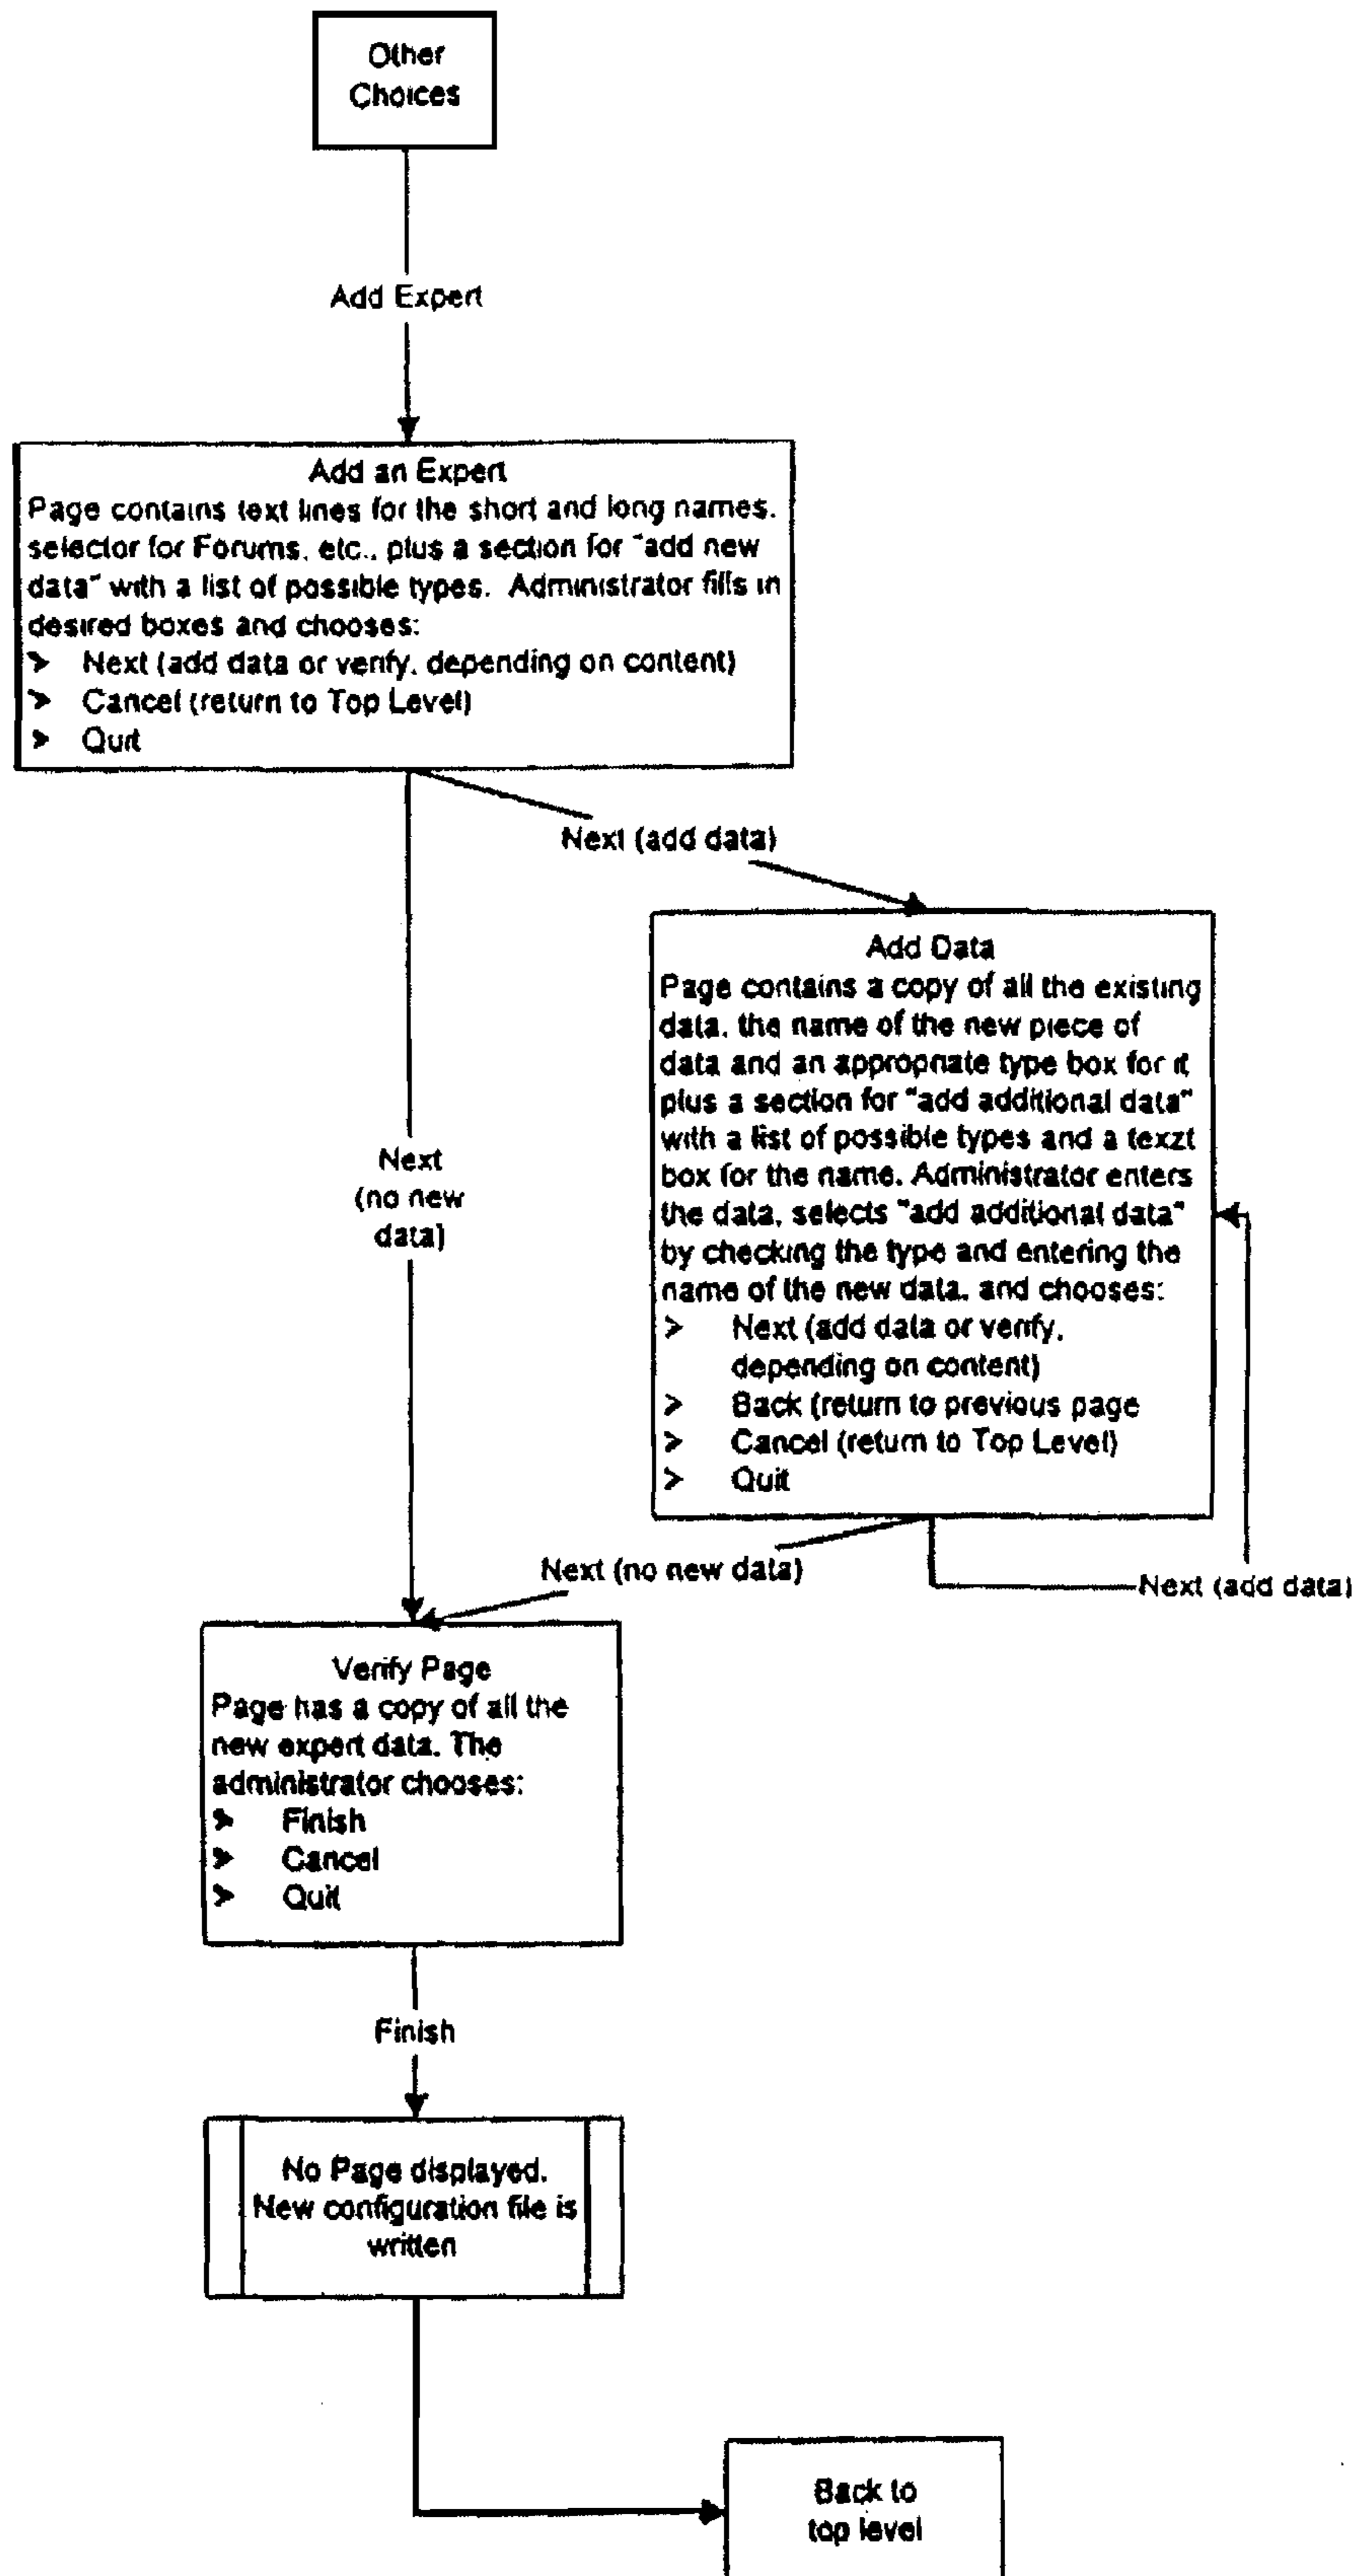 Other
Choices
Add Expert
Add an Expert
Page contains text lines for the short and long names,
selector for Forums, etc., plus a section for "add new
data" with a list of possible types. Administrator fills in
desired boxes and chooses:
➤ Next (add data or verify, depending on content)
➤ Cancel (return to Top Level)
➤ Quit
Next (add data)
Add Data
Page contains a copy of all the existing
data, the name of the new piece of
data and an appropriate type box for it
plus a section for "add additional data"
with a list of possible types and a texzt
box for the name. Administrator enters
the data, selects "add additional data"
by checking the type and entering the
name of the new data, and chooses:
> Next (add data or verify,
depending on content)
> Back (return to previous page
> Cancel (return to Top Level)
> Quit
Next
(no new
data)
Next (no new data)
Next (add data)
Verify Page
Page has a copy of all the
new expert data. The
administrator chooses:
➤ Finish
➤ Cancel
➤ Quit
Finish
No Page displayed.
New configuration file is
written
Back to
top level